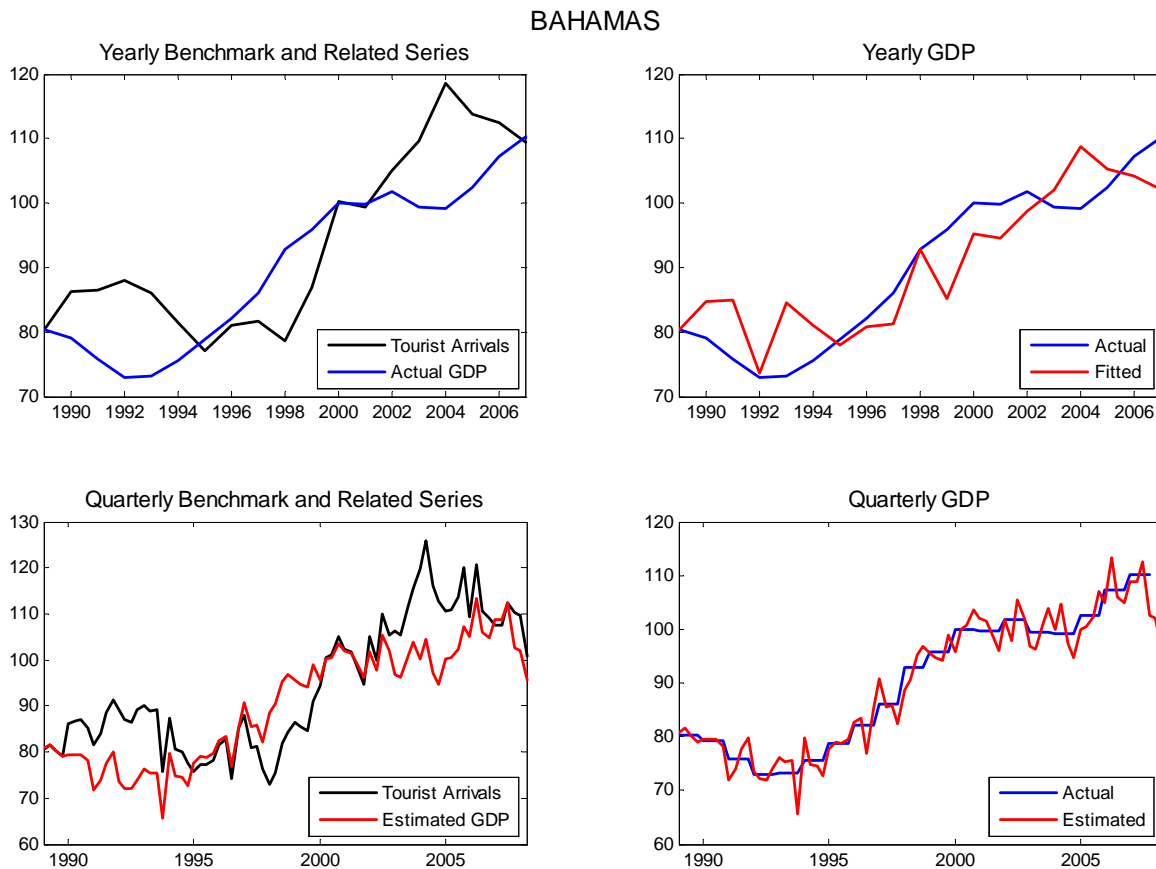 BAHAMAS
Yearly Benchmark and Related Series
120
110
100
90
80
70
1990 1992 1994 1996 1998 2000 2002 2004 2006
Tourist Arrivals
Actual GDP
Yearly GDP
120
110
100
90
80
70
1990 1992 1994 1996 1998 2000 2002 2004 2006
Actual
Fitted
Quarterly Benchmark and Related Series
130
120
110
100
90
80
70
60
1990 1995 2000 2005
Tourist Arrivals
Estimated GDP
Quarterly GDP
120
110
100
90
80
70
60
1990 1995 2000 2005
Actual
Estimated